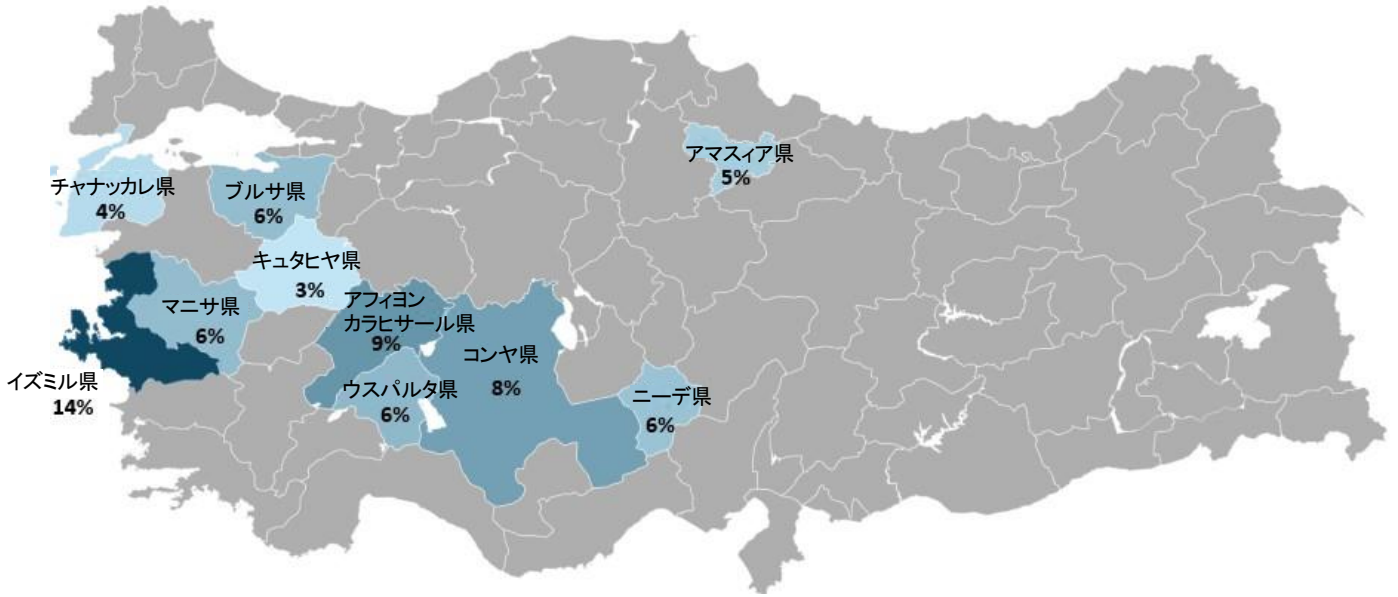 アマスィア県
5%
チャナッカレ県
4%
ブルサ県
6%
キュタヒヤ県
3%
マニサ県
6%
アフィヨン
カラヒサール県
9%
コンヤ県
8%
イズミル県
14%
ウスパルタ県
6%
ニーデ県
6%